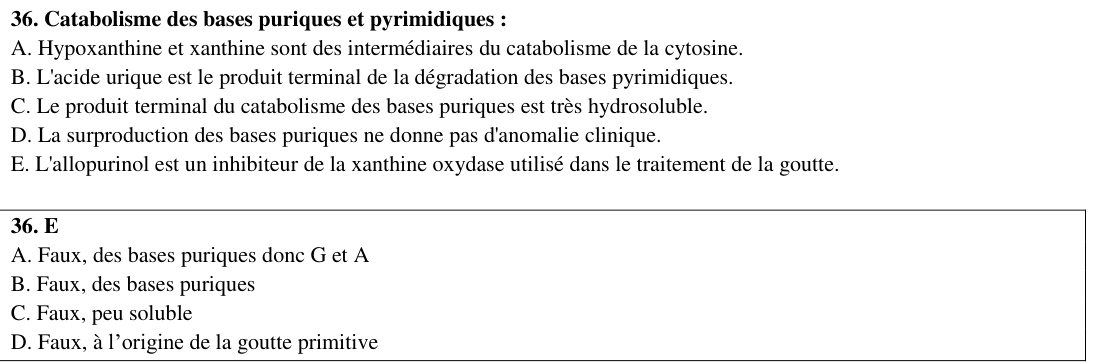 36. Catabolisme des bases puriques et pyrimidiques :
A. Hypoxanthine et xanthine sont des intermédiaires du catabolisme de la cytosine.
B. L'acide urique est le produit terminal de la dégradation des bases pyrimidiques.
C. Le produit terminal du catabolisme des bases puriques est très hydrosoluble.
D. La surproduction des bases puriques ne donne pas d'anomalie clinique.
E. L'allopurinol est un inhibiteur de la xanthine oxydase utilisé dans le traitement de la goutte.
36. E
A. Faux, des bases puriques donc G et A
B. Faux, des bases puriques
C. Faux, peu soluble
D. Faux, à l’origine de la goutte primitive